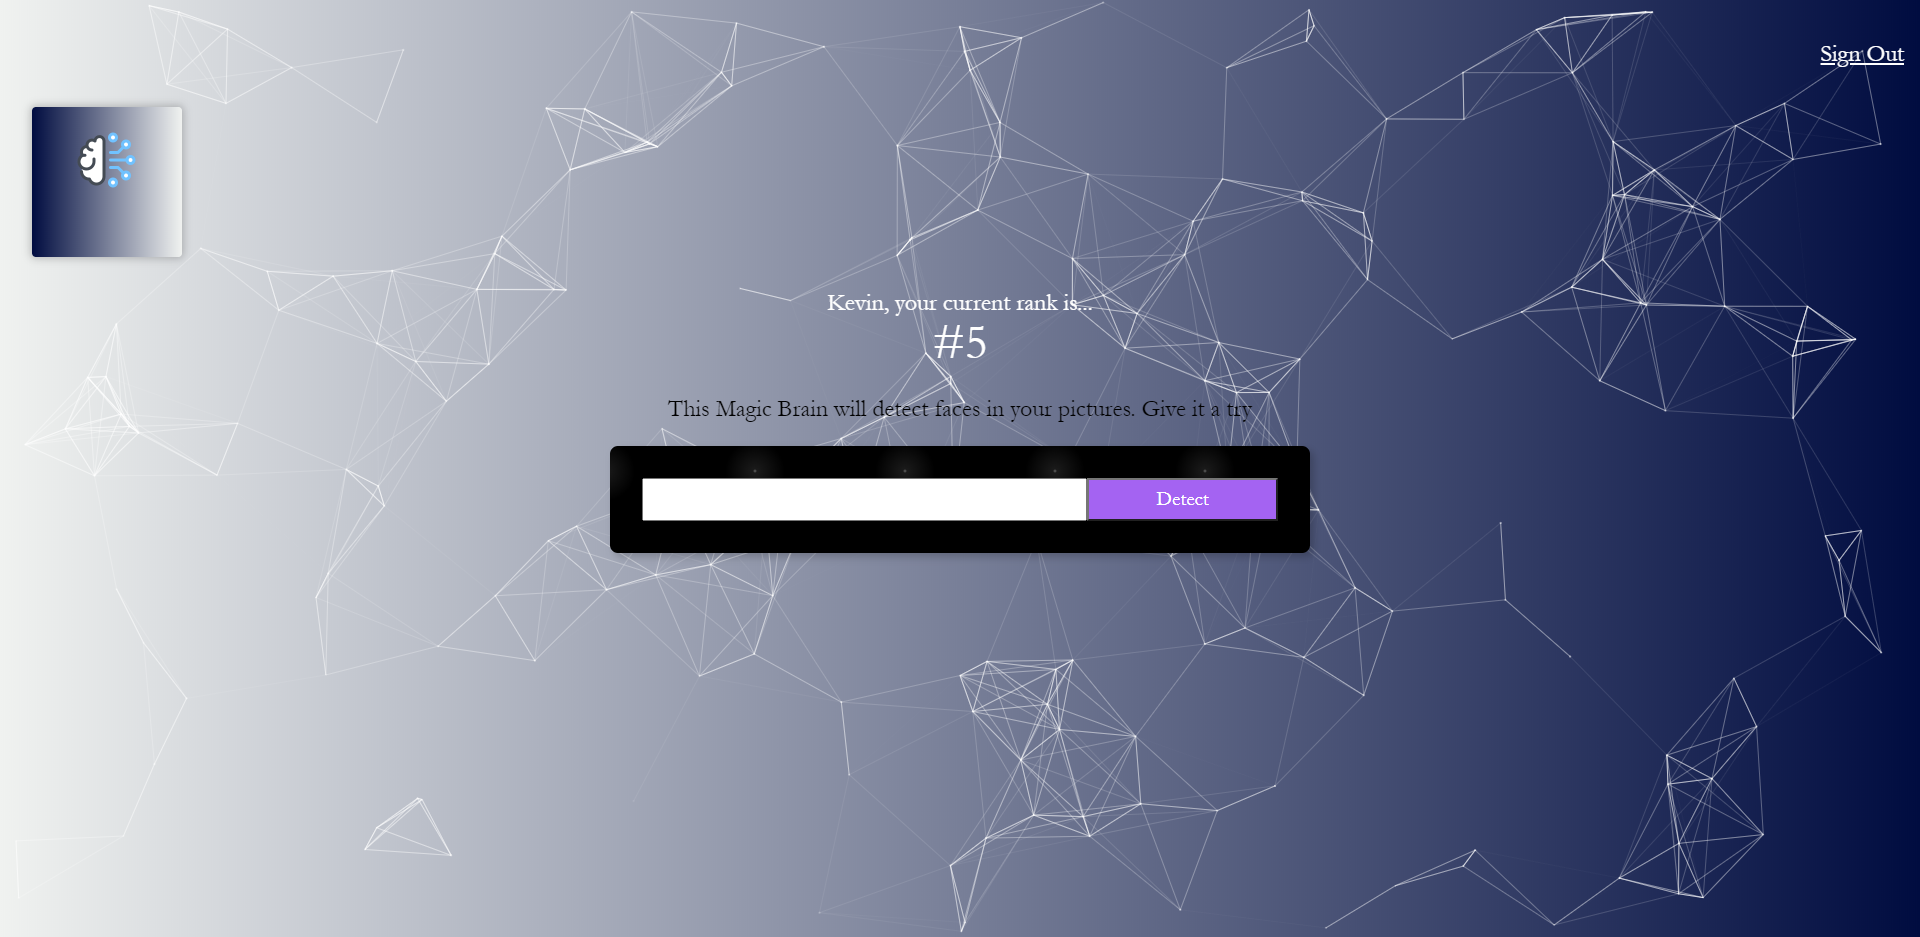 Sign Out
Kevin, your current rank is...
#5
This Magic Brain will detect faces in your pictures. Give it a try
Detect